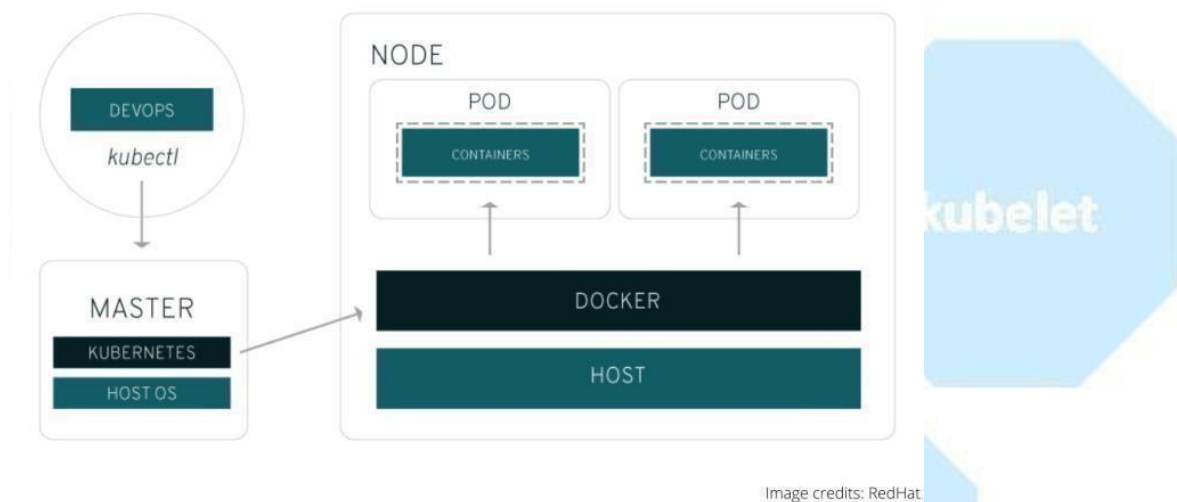 DEVOPS
kubectl
MASTER
KUBERNETES
HOST OS
NODE
POD
CONTAINERS
POD
CONTAINERS
DOCKER
HOST
kubelet
Image credits: RedHat